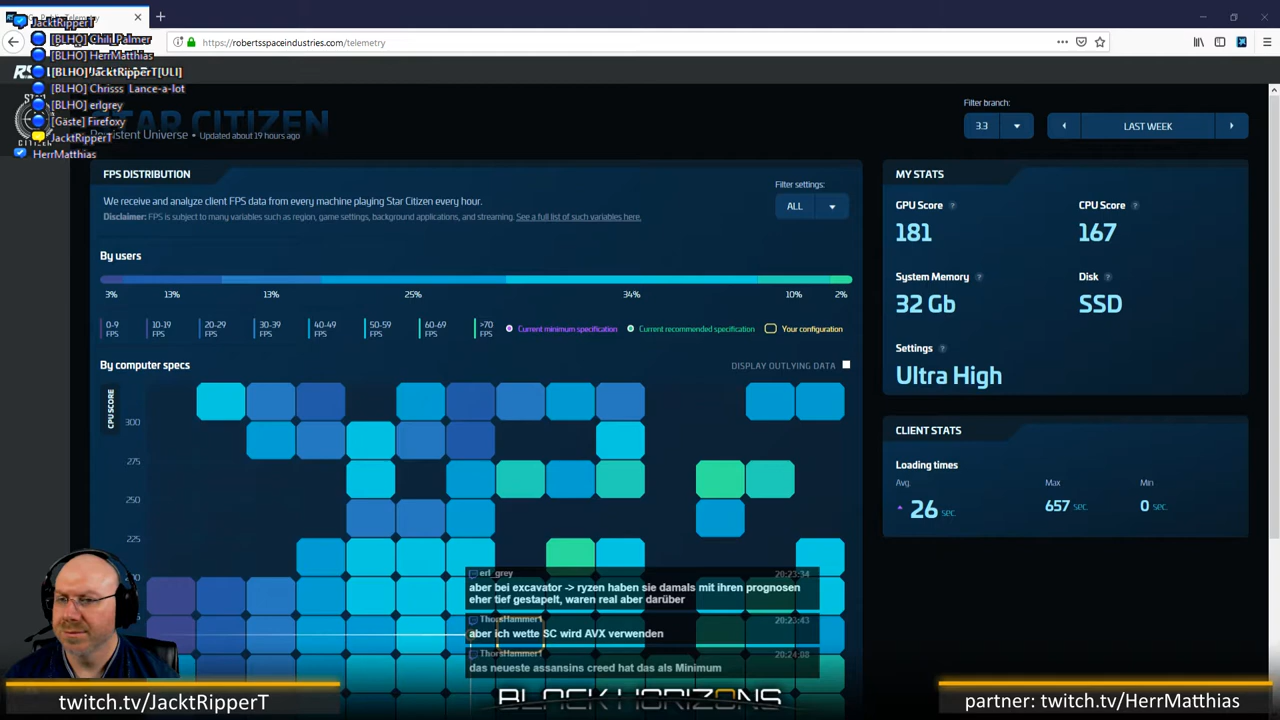 JacktRipperT
[BLHO] Chili_Palmer
[BLHO] HerrMatthias
[BLHO] JacktRipperT[ULI]
[BLHO] Chrisss Lance-a-lot
[BLHO] erlgrey
[Gäste] Firefoxy
JacktRipperT
HerrMatthias
https://robertsspaceindustries.com/telemetry
STAR CITIZEN
Persistent Universe • Updated about 19 hours ago
Filter branch:
3.3
LAST WEEK
FPS DISTRIBUTION
We receive and analyze client FPS data from every machine playing Star Citizen every hour.
Disclaimer: FPS is subject to many variables such as region, game settings, background applications, and streaming. See a full list of such variables here.
Filter settings:
ALL
By users
3% 13% 13% 25% 34% 10% 2%
0-9 FPS
10-19 FPS
20-29 FPS
30-39 FPS
40-49 FPS
50-59 FPS
60-69 FPS
>70 FPS
Current minimum specification
Current recommended specification
Your configuration
By computer specs
DISPLAY OUTLYING DATA
CPU SCORE
300
275
250
225
MY STATS
GPU Score ?
181
CPU Score ?
167
System Memory ?
32 Gb
Disk ?
SSD
Settings ?
Ultra High
CLIENT STATS
Loading times
Avg.
26 sec.
Max
657 sec.
Min
0 sec.
erl_grey 20:23:34
aber bei excavator -> ryzen haben sie damals mit ihren prognosen
eher tief gestapelt, waren real aber darüber
ThorsHammer1 20:23:43
aber ich wette SC wird AVX verwenden
ThorsHammer1 20:24:08
das neueste assansins creed hat das als Minimum
BLACK HORIZONS
twitch.tv/JacktRipperT
partner: twitch.tv/HerrMatthias